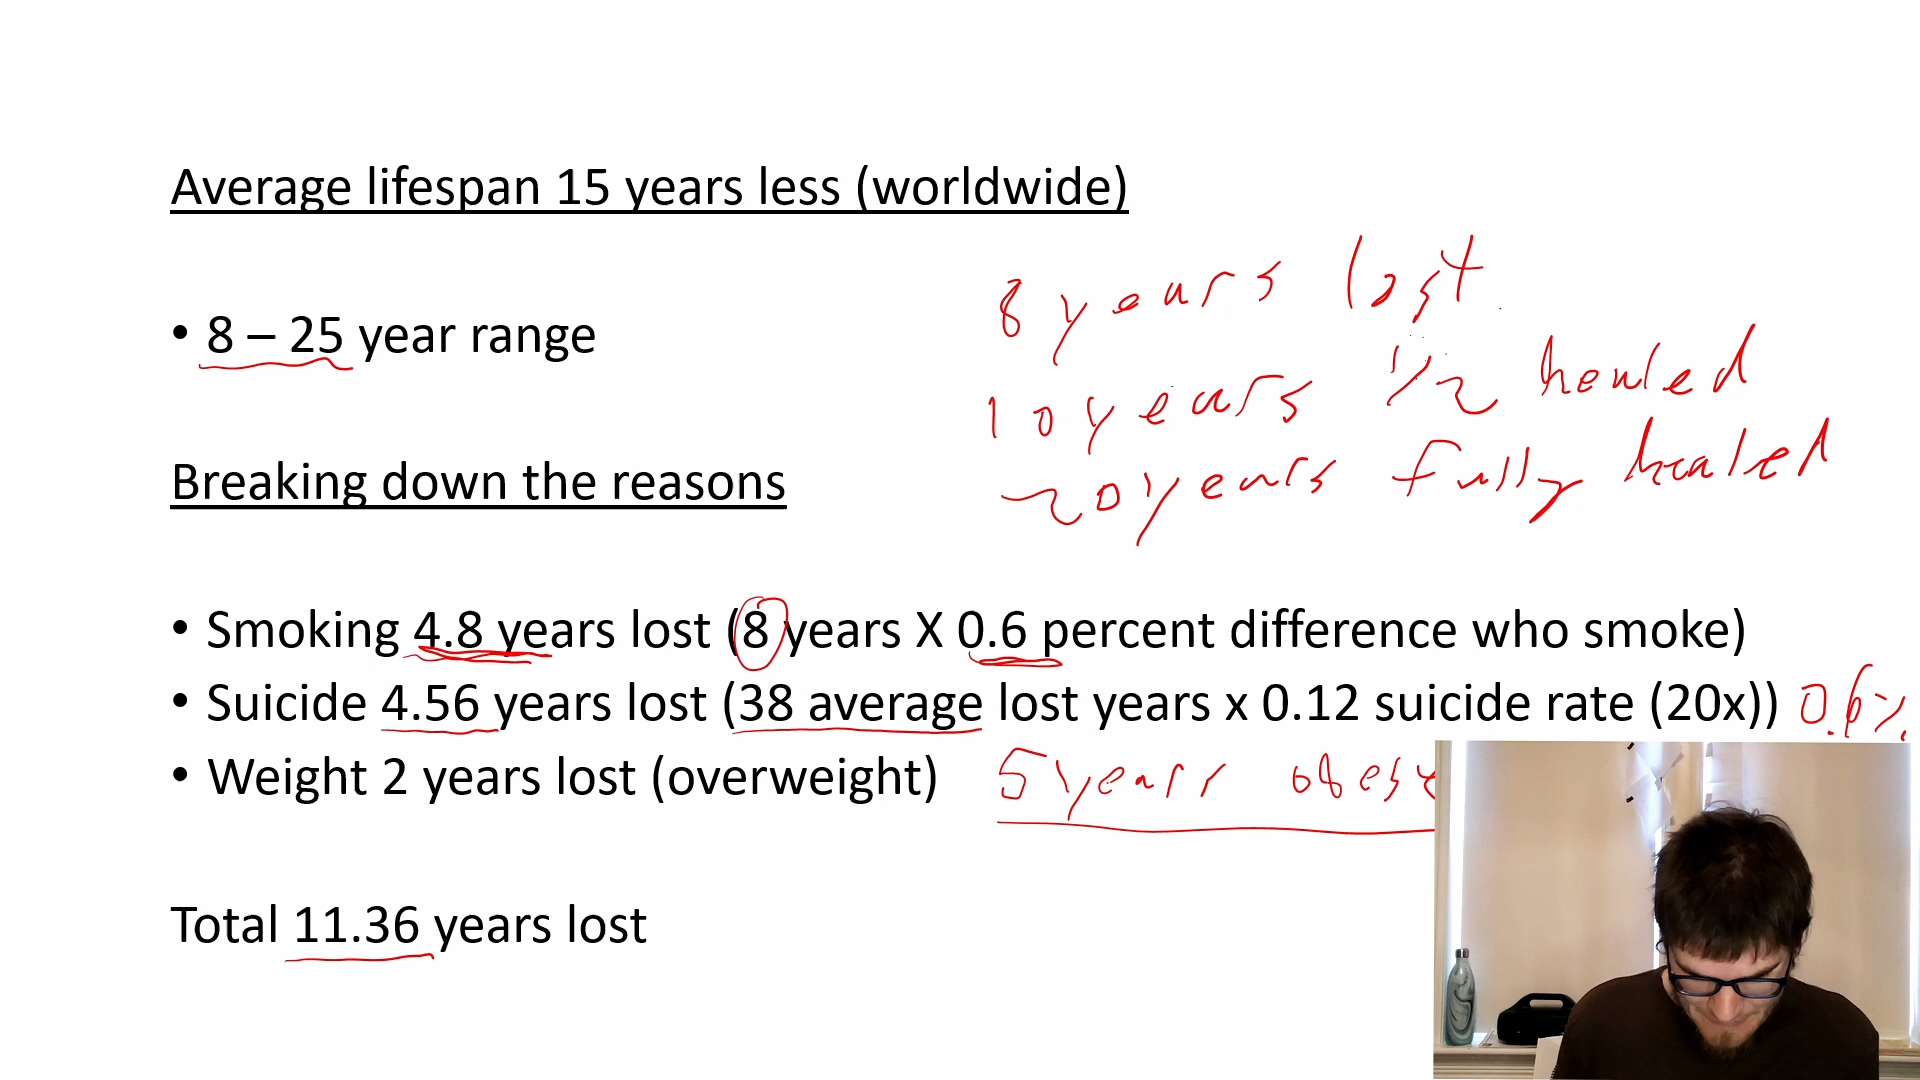 Average lifespan 15 years less (worldwide)
8 years lost
• 8 – 25 year range
10 years 1/2 healed
20 years fully healed
Breaking down the reasons
• Smoking 4.8 years lost (8 years X 0.6 percent difference who smoke)
• Suicide 4.56 years lost (38 average lost years x 0.12 suicide rate (20x)) 0.6%
• Weight 2 years lost (overweight) 5 years obese
Total 11.36 years lost